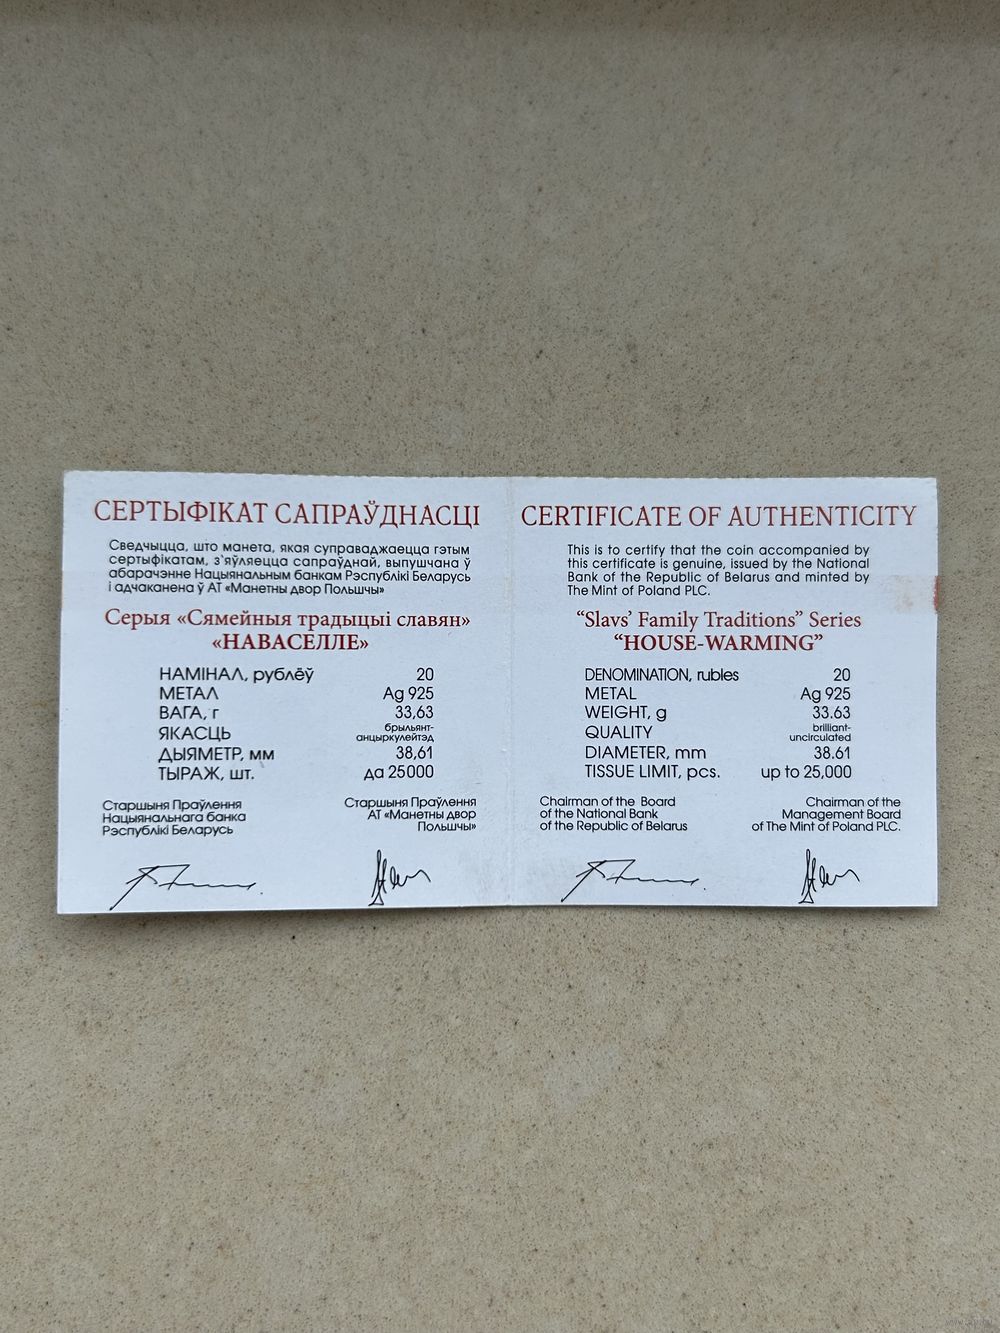 СЕРТЫФІКАТ САПРАЎДНАСЦІ
Сведчыцца, што манета, якая суправаджаецца гэтым
сертыфікатам, з'яўляецца сапраўднай, выпушчана ў
абарачэнне Нацыянальным банкам Рэспублікі Беларусь
і адчаканена ў АТ «Манетны двор Польшчы»
Серыя «Сямейныя традыцыі славян»
«НАВАСЕЛЛЕ»
НАМІНАЛ, рублёў 20
МЕТАЛ Ag 925
ВАГА, г 33,63
ЯКАСЦЬ брыльянт-
анцыркулейтэд
ДЫЯМЕТР, мм 38,61
ТЫРАЖ, шт. да 25000
Старшыня Праўлення
Нацыянальнага банка
Рэспублікі Беларусь
Старшыня Праўлення
АТ «Манетны двор
Польшчы»
CERTIFICATE OF AUTHENTICITY
This is to certify that the coin accompanied by
this certificate is genuine, issued by the National
Bank of the Republic of Belarus and minted by
The Mint of Poland PLC.
“Slavs’ Family Traditions” Series
“HOUSE-WARMING”
DENOMINATION, rubles 20
METAL Ag 925
WEIGHT, g 33.63
QUALITY brilliant-
uncirculated
DIAMETER, mm 38.61
TISSUE LIMIT, pcs. up to 25,000
Chairman of the Board
of the National Bank
of the Republic of Belarus
Chairman of the
Management Board
of The Mint of Poland PLC.